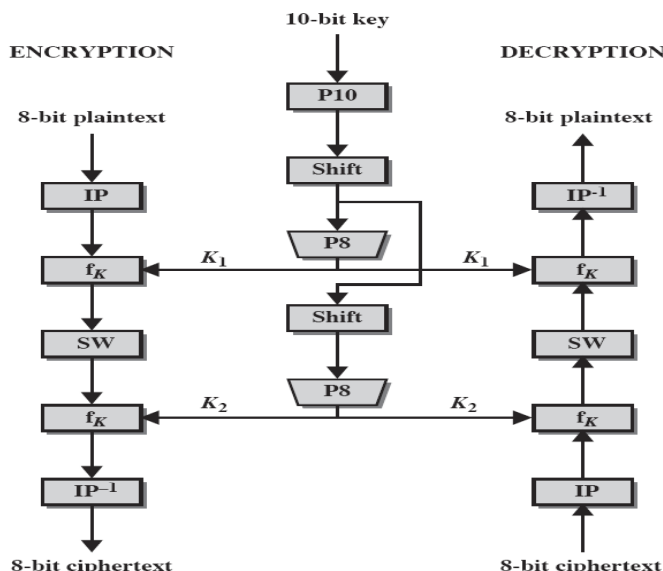 10-bit key
ENCRYPTION
DECRYPTION
P10
8-bit plaintext
8-bit plaintext
Shift
IP
IP-1
P8
K1
K1
fK
fK
Shift
SW
SW
P8
K2
K2
fK
fK
IP–1
IP
8-bit ciphertext
8-bit ciphertext